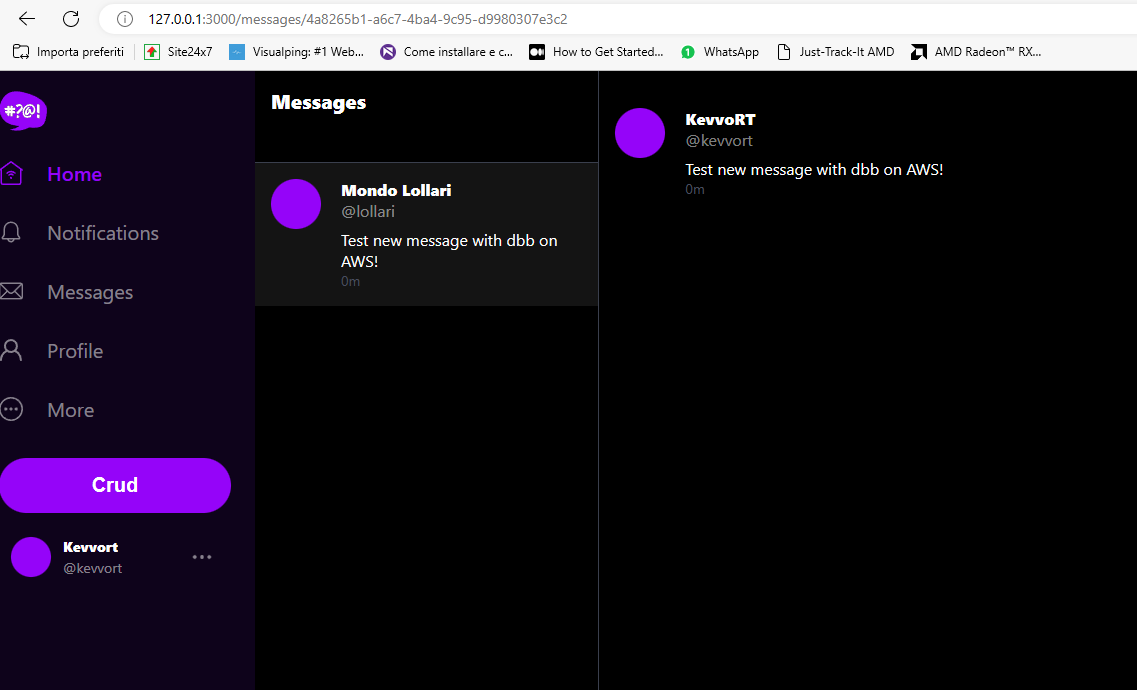 127.0.0.1:3000/messages/4a8265b1-a6c7-4ba4-9c95-d9980307e3c2
Importa preferiti
Site24x7
Visualping: #1 Web...
Come installare e c...
How to Get Started...
1
WhatsApp
Just-Track-It AMD
AMD Radeon™ RX...
#?@!
Home
Notifications
Messages
Profile
More
Crud
Kevvort
@kevvort
Messages
Mondo Lollari
@lollari
Test new message with dbb on
AWS!
0m
KevvoRT
@kevvort
Test new message with dbb on AWS!
0m